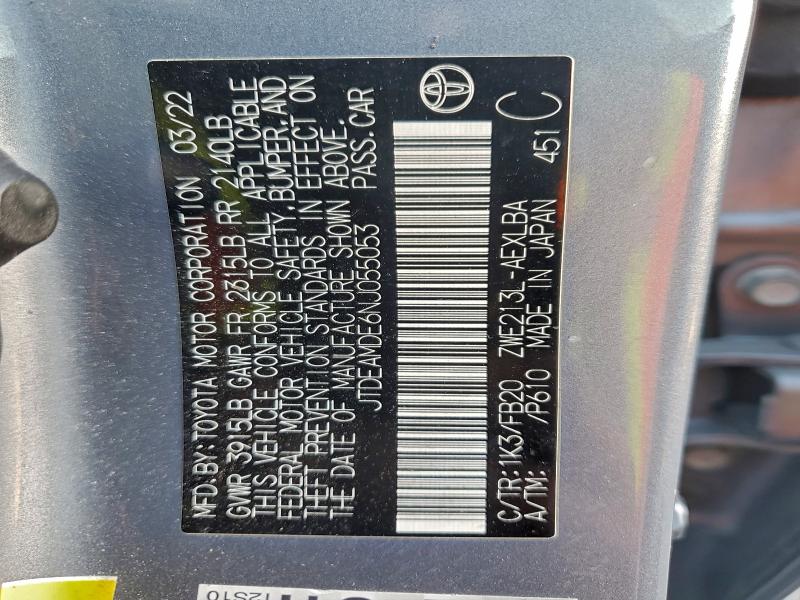 MFD. BY: TOYOTA MOTOR CORPORATION 03/22
GVWR 3915LB GAWR FR 2315LB RR 2140LB
THIS VEHICLE CONFORMS TO ALL APPLICABLE
FEDERAL MOTOR VEHICLE SAFETY, BUMPER, AND
THEFT PREVENTION STANDARDS IN EFFECT ON
THE DATE OF MANUFACTURE SHOWN ABOVE.
JTDEAMDE6NJ055053 PASS. CAR
C/TR: 1K3/FB20 ZWE213L-AEXLBA
A/TM: /P610 MADE IN JAPAN 451 C
12S10